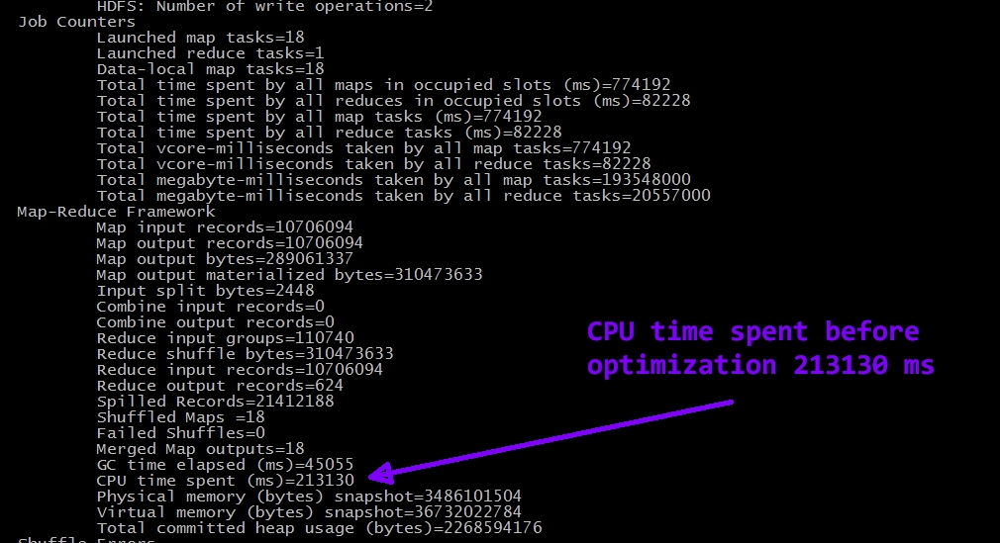 HDFS: Number of write operations=2
Job Counters
Launched map tasks=18
Launched reduce tasks=1
Data-local map tasks=18
Total time spent by all maps in occupied slots (ms)=774192
Total time spent by all reduces in occupied slots (ms)=82228
Total time spent by all map tasks (ms)=774192
Total time spent by all reduce tasks (ms)=82228
Total vcore-milliseconds taken by all map tasks=774192
Total vcore-milliseconds taken by all reduce tasks=82228
Total megabyte-milliseconds taken by all map tasks=193548000
Total megabyte-milliseconds taken by all reduce tasks=20557000
Map-Reduce Framework
Map input records=10706094
Map output records=10706094
Map output bytes=289061337
Map output materialized bytes=310473633
Input split bytes=2448
Combine input records=0
Combine output records=0
Reduce input groups=110740
Reduce shuffle bytes=310473633
Reduce input records=10706094
Reduce output records=624
Spilled Records=21412188
Shuffled Maps =18
Failed Shuffles=0
Merged Map outputs=18
GC time elapsed (ms)=45055
CPU time spent (ms)=213130
Physical memory (bytes) snapshot=3486101504
Virtual memory (bytes) snapshot=36732022784
Total committed heap usage (bytes)=2268594176
Shuffle Errors
CPU time spent before
optimization 213130 ms